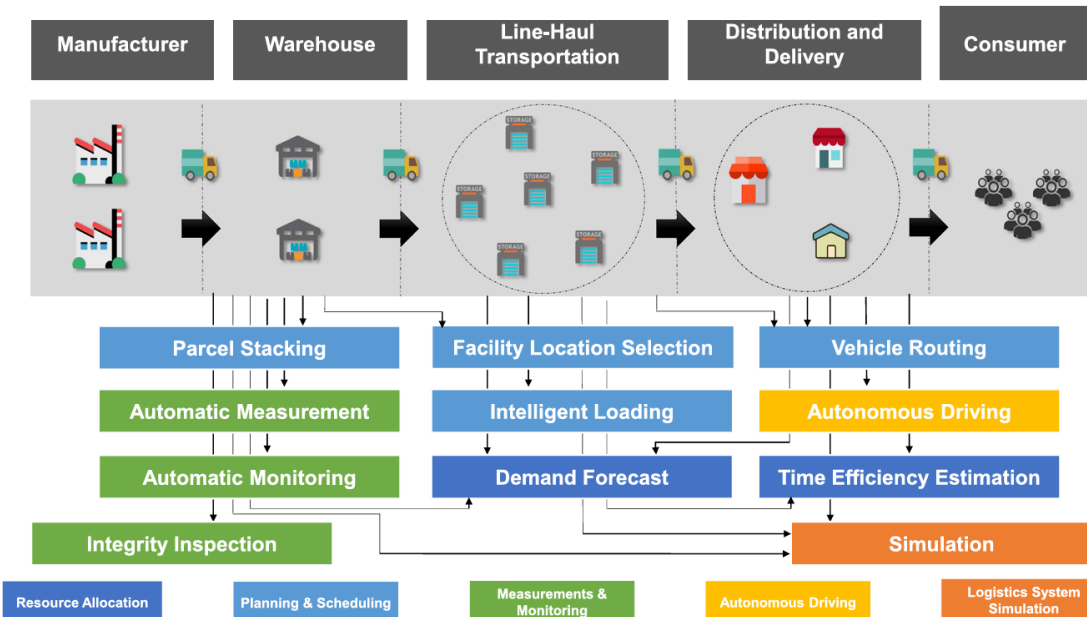 Manufacturer
Warehouse
Line-Haul
Transportation
Distribution and
Delivery
Consumer
STORAGE
STORAGE
STORAGE
STORAGE
STORAGE
STORAGE
Parcel Stacking
Facility Location Selection
Vehicle Routing
Automatic Measurement
Intelligent Loading
Autonomous Driving
Automatic Monitoring
Demand Forecast
Time Efficiency Estimation
Integrity Inspection
Simulation
Resource Allocation
Planning & Scheduling
Measurements &
Monitoring
Autonomous Driving
Logistics System
Simulation